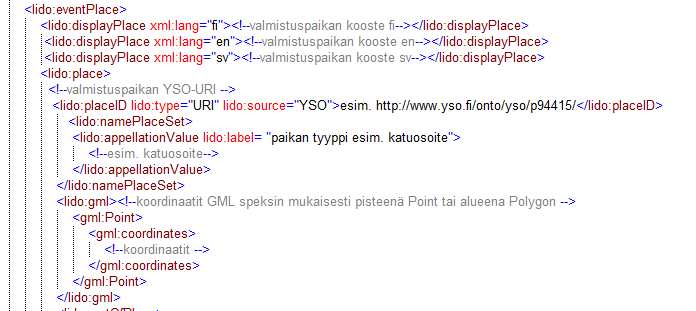 <lido:eventPlace>
<lido:displayPlace xml:lang="fi"><!--valmistuspaikan kooste fi--></lido:displayPlace>
<lido:displayPlace xml:lang="en"><!--valmistuspaikan kooste en--></lido:displayPlace>
<lido:displayPlace xml:lang="sv"><!--valmistuspaikan kooste sv--></lido:displayPlace>
<lido:place>
<!--valmistuspaikan YSO-URI -->
<lido:placeID lido:type="URI" lido:source="YSO">esim. http://www.yso.fi/onto/yso/p94415/</lido:placeID>
<lido:namePlaceSet>
<lido:appellationValue lido:label= "paikan tyyppi esim. katuosoite">
<!--esim. katuosoite-->
</lido:appellationValue>
</lido:namePlaceSet>
<lido:gml><!--koordinaatit GML speksin mukaisesti pisteenä Point tai alueena Polygon -->
<gml:Point>
<gml:coordinates>
<!--koordinaatit -->
</gml:coordinates>
</gml:Point>
</lido:gml>